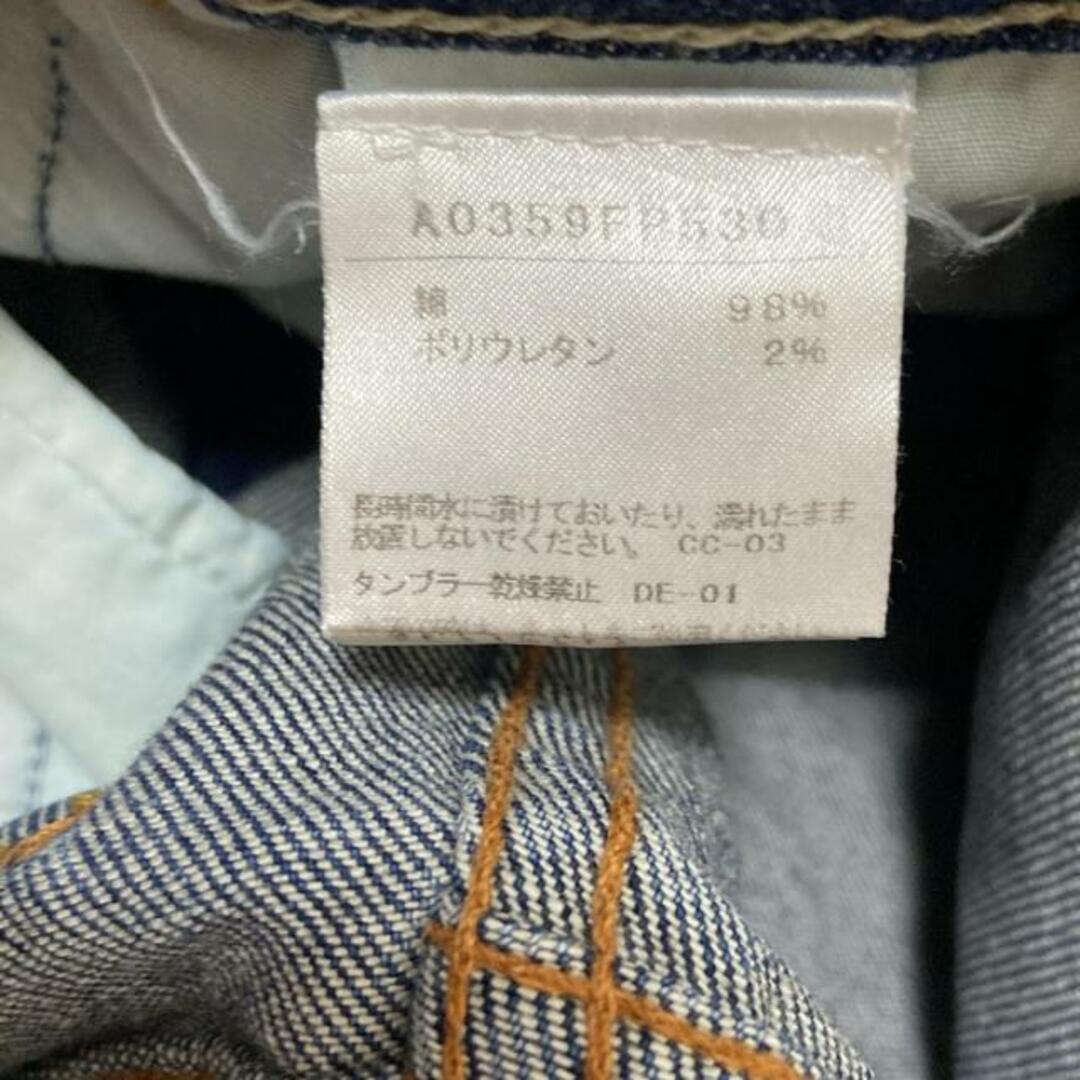 A0359FP530
綿 98%
ポリウレタン 2%
長時間水に漬けておいたり、濡れたまま
放置しないでください。 CC-03
タンブラー乾燥禁止 DE-01